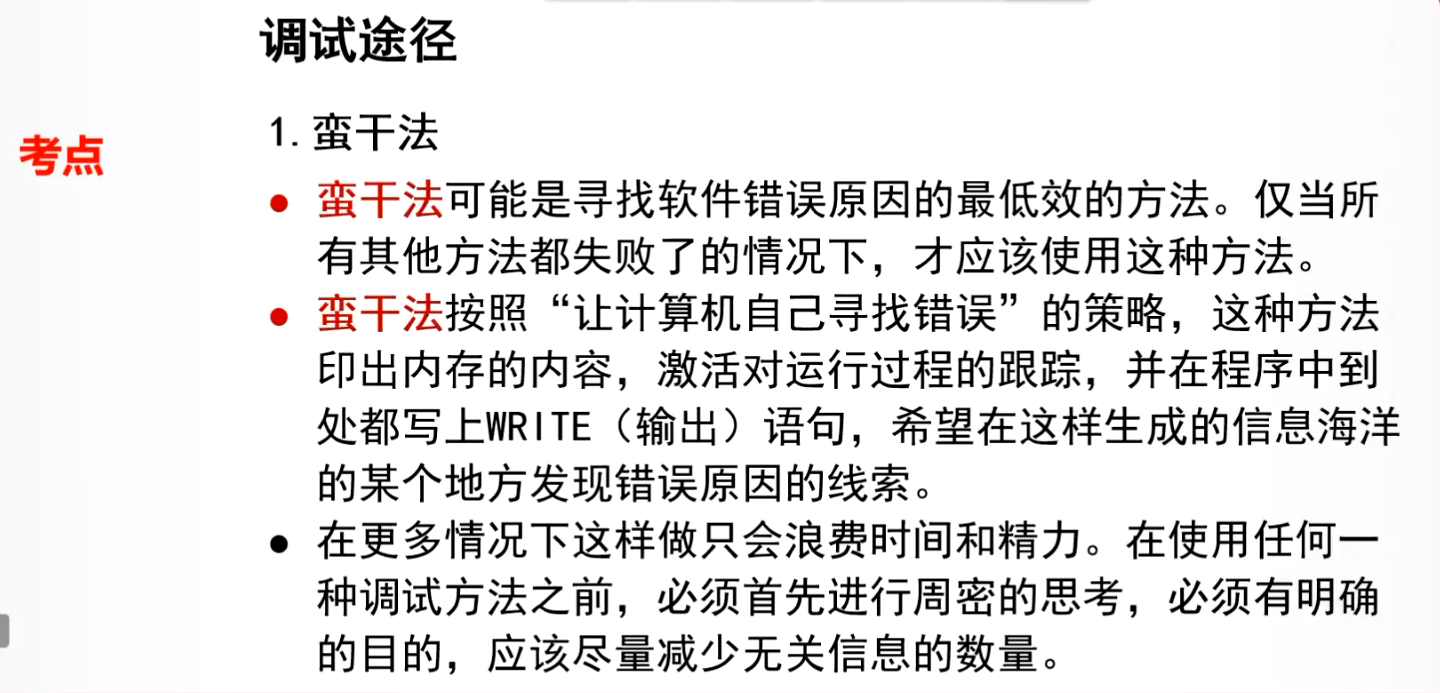 调试途径
考点
1. 蛮干法
● 蛮干法可能是寻找软件错误原因的最低效的方法。仅当所
有其他方法都失败了的情况下，才应该使用这种方法。
● 蛮干法按照“让计算机自己寻找错误”的策略，这种方法
印出内存的内容，激活对运行过程的跟踪，并在程序中到
处都写上WRITE（输出）语句，希望在这样生成的信息海洋
的某个地方发现错误原因的线索。
● 在更多情况下这样做只会浪费时间和精力。在使用任何一
种调试方法之前，必须首先进行周密的思考，必须有明确
的目的，应该尽量减少无关信息的数量。